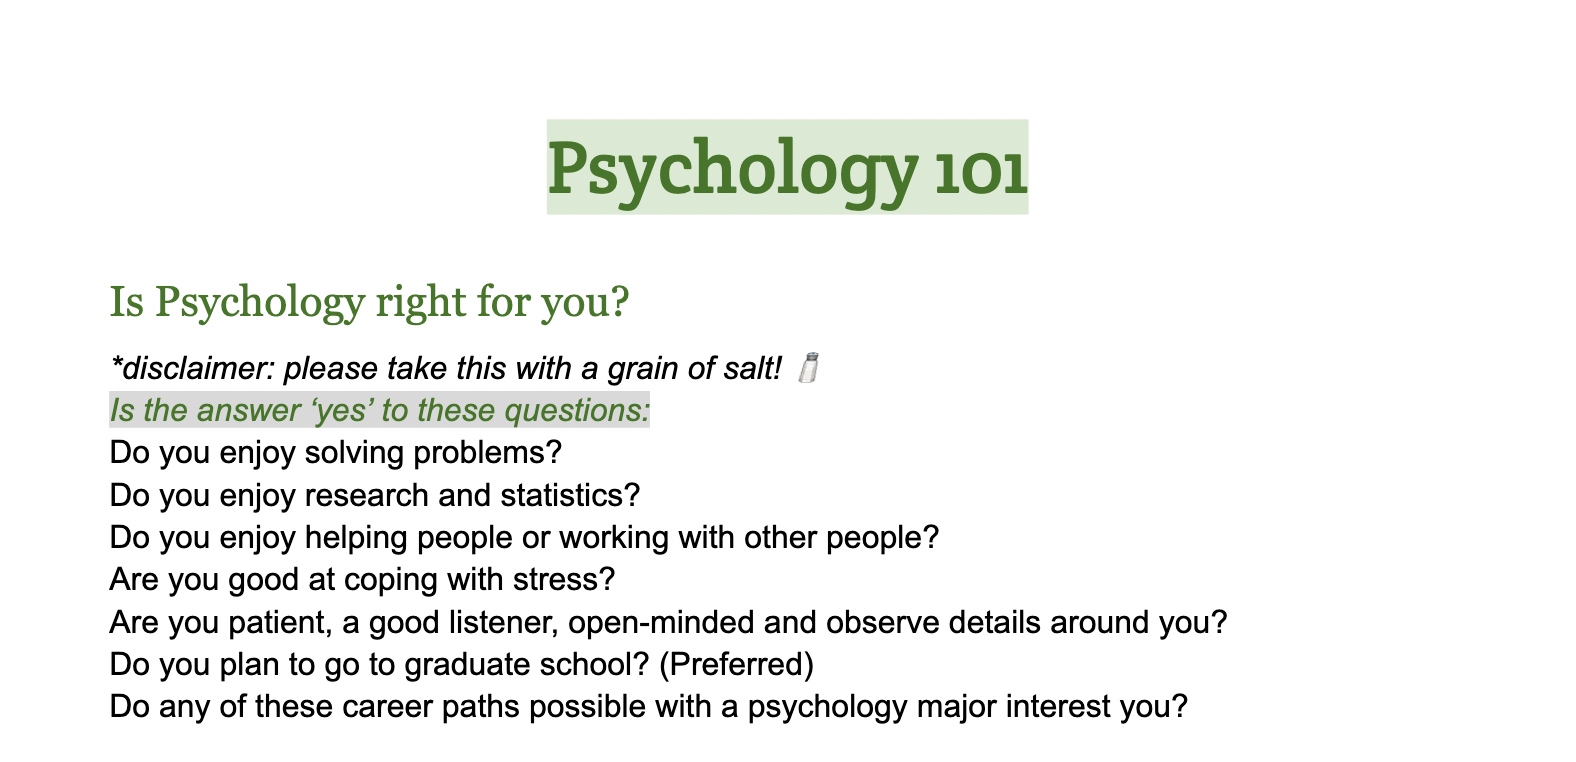 Psychology 101
Is Psychology right for you?
*disclaimer: please take this with a grain of salt! 🧂
Is the answer ‘yes’ to these questions:
Do you enjoy solving problems?
Do you enjoy research and statistics?
Do you enjoy helping people or working with other people?
Are you good at coping with stress?
Are you patient, a good listener, open-minded and observe details around you?
Do you plan to go to graduate school? (Preferred)
Do any of these career paths possible with a psychology major interest you?